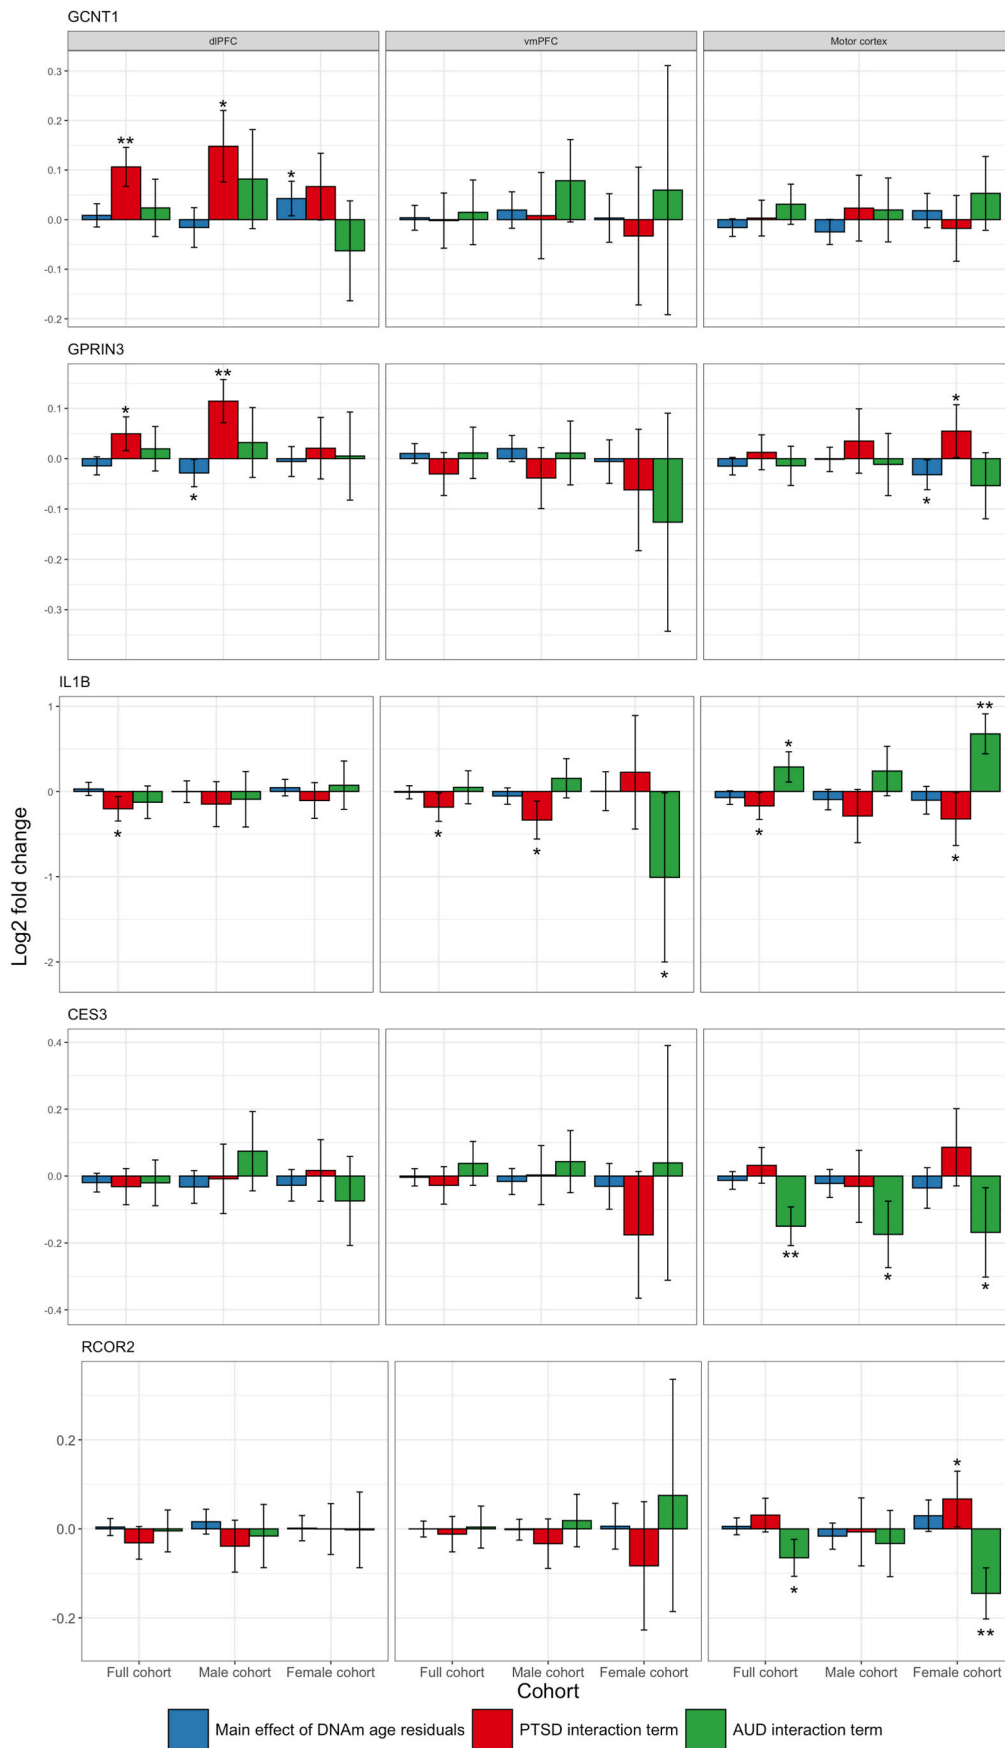 GCNT1
dlPFC vmPFC Motor cortex
0.3
0.2
** *
0.1
*
0.0
-0.1
-0.2
GPRIN3
* **
0.1
*
0.0
* *
-0.1
-0.2
-0.3
IL1B
1
* **
0
* * * * *
-1
-2
*
CES3
0.4
0.2
0.0
-0.2
** * *
-0.4
RCOR2
0.2
*
0.0
* **
-0.2
Log2 fold change
Full cohort Male cohort Female cohort Full cohort Male cohort Female cohort Full cohort Male cohort Female cohort
Cohort
Main effect of DNAm age residuals PTSD interaction term AUD interaction term